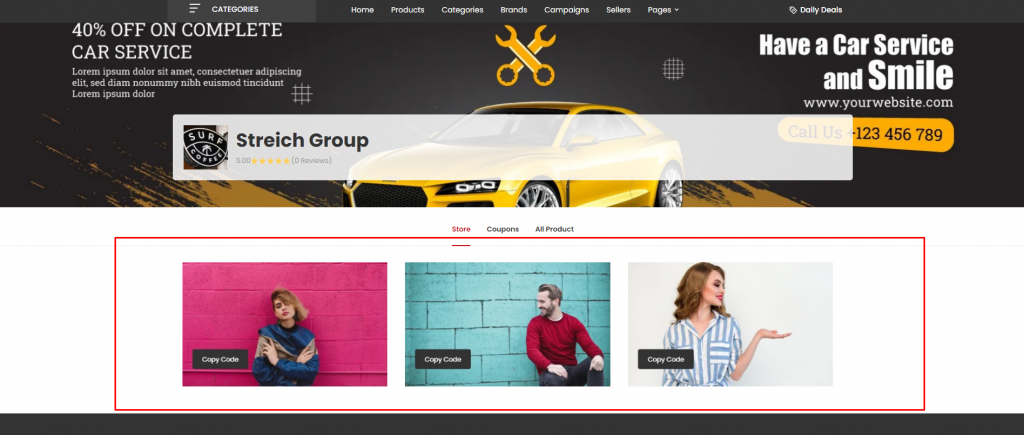 CATEGORIES
Home Products Categories Brands Campaigns Sellers Pages
Daily Deals
40% OFF ON COMPLETE
CAR SERVICE
Lorem ipsum dolor sit amet, consectetuer adipiscing
elit, sed diam nonummy nibh euismod tincidunt
Lorem ipsum dolor
Have a Car Service
and Smile
www.yourwebsite.com
Call Us +123 456 789
SURF
COFFEE
Streich Group
5.00 (0 Reviews)
Store Coupons All Product
Copy Code
Copy Code
Copy Code